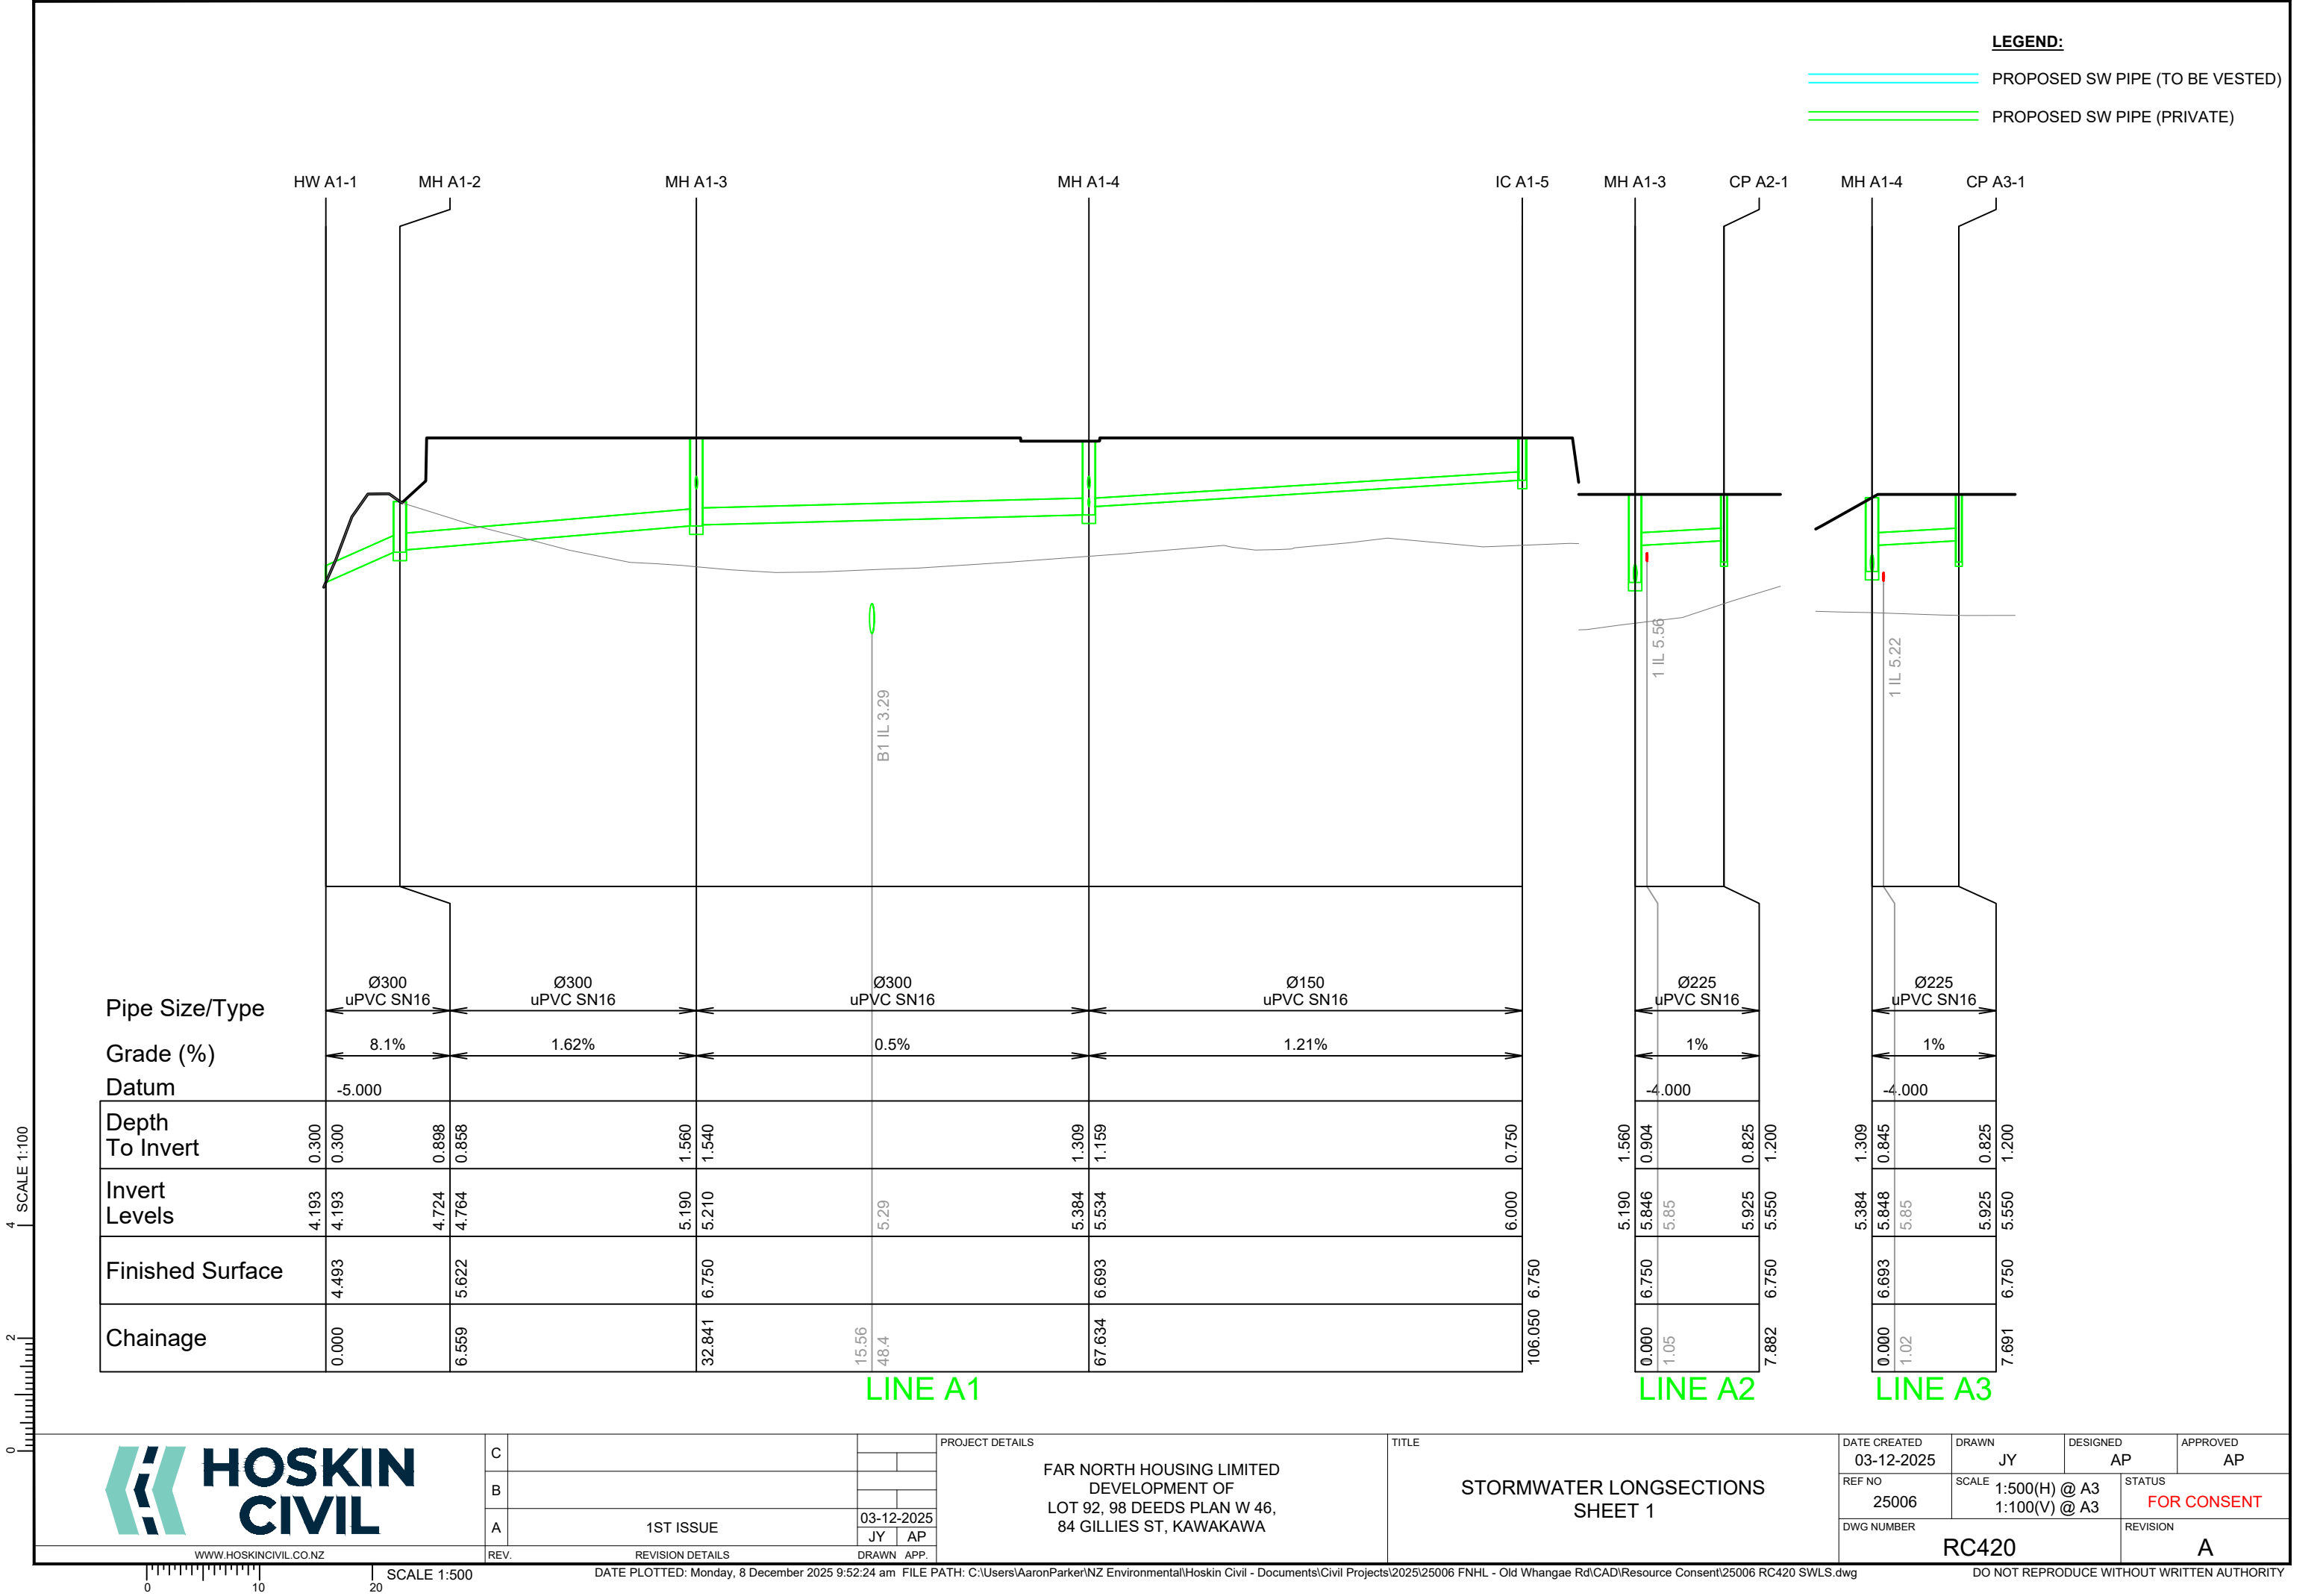 LEGEND:
PROPOSED SW PIPE (TO BE VESTED)
PROPOSED SW PIPE (PRIVATE)
HW A1-1
MH A1-2
MH A1-3
MH A1-4
IC A1-5
MH A1-3
CP A2-1
MH A1-4
CP A3-1
B1 IL 3.29
1 IL 5.56
1 IL 5.22
Pipe Size/Type
Ø300
uPVC SN16
Ø300
uPVC SN16
Ø300
uPVC SN16
Ø150
uPVC SN16
Ø225
uPVC SN16
Ø225
uPVC SN16
Grade (%)
8.1%
1.62%
0.5%
1.21%
1%
1%
Datum
-5.000
-4.000
-4.000
Depth
To Invert
0.300
0.300
0.898
0.858
1.560
1.540
1.309
1.159
0.750
1.560
0.904
0.825
1.200
1.309
0.845
0.825
1.200
Invert
Levels
4.193
4.193
4.724
4.764
5.190
5.210
5.29
5.384
5.534
6.000
5.190
5.846
5.85
5.925
5.550
5.384
5.848
5.85
5.925
5.550
Finished Surface
4.493
5.622
6.750
6.693
6.750
6.750
6.750
6.693
6.750
Chainage
0.000
6.559
32.841
15.56
48.4
67.634
106.050
0.000
1.05
7.882
0.000
1.02
7.691
LINE A1
LINE A2
LINE A3
SCALE 1:100
4
2
0
HOSKIN
CIVIL
WWW.HOSKINCIVIL.CO.NZ
C
B
A
1ST ISSUE
03-12-2025
JY
AP
REV.
REVISION DETAILS
DRAWN
APP.
PROJECT DETAILS
FAR NORTH HOUSING LIMITED
DEVELOPMENT OF
LOT 92, 98 DEEDS PLAN W 46,
84 GILLIES ST, KAWAKAWA
TITLE
STORMWATER LONGSECTIONS
SHEET 1
DATE CREATED
03-12-2025
DRAWN
JY
DESIGNED
AP
APPROVED
AP
REF NO
25006
SCALE
1:500(H) @ A3
1:100(V) @ A3
STATUS
FOR CONSENT
DWG NUMBER
RC420
REVISION
A
0
10
20
SCALE 1:500
DATE PLOTTED: Monday, 8 December 2025 9:52:24 am FILE PATH: C:\Users\AaronParker\NZ Environmental\Hoskin Civil - Documents\Civil Projects\2025\25006 FNHL - Old Whangae Rd\CAD\Resource Consent\25006 RC420 SWLS.dwg
DO NOT REPRODUCE WITHOUT WRITTEN AUTHORITY